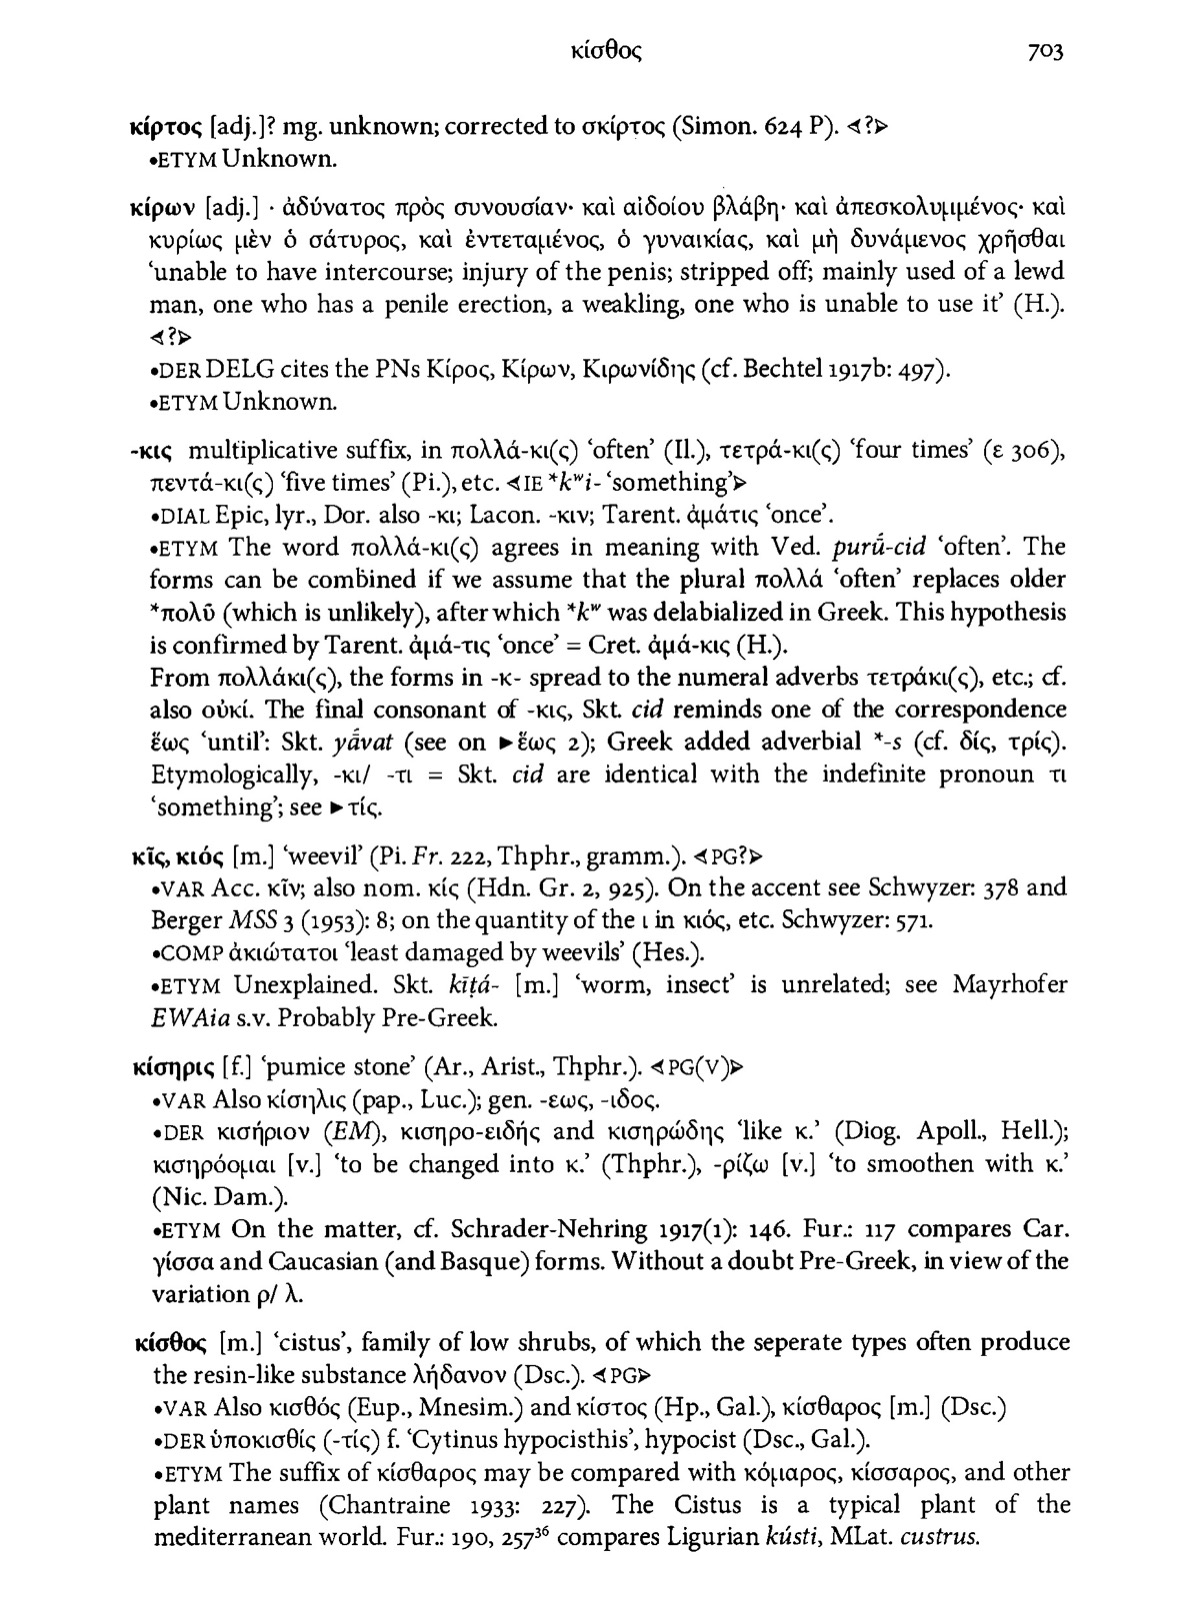 κίσθος 703
κίρτος [adj.]? mg. unknown; corrected to σκίρτος (Simon. 624 P). ⊲?⊳
•ETYM Unknown.
κίρων [adj.] · ἀδύνατος πρὸς συνουσίαν· καὶ αἰδοίου βλάβη· καὶ ἀπεσκολυμμένος· καὶ
κυρίως μὲν ὁ σάτυρος, καὶ ἐντεταμένος, ὁ γυναικίας, καὶ μὴ δυνάμενος χρῆσθαι
‘unable to have intercourse; injury of the penis; stripped off; mainly used of a lewd
man, one who has a penile erection, a weakling, one who is unable to use it’ (H.).
⊲?⊳
•DER DELG cites the PNs Κίρος, Κίρων, Κιρωνίδης (cf. Bechtel 1917b: 497).
•ETYM Unknown.
-κις multiplicative suffix, in πολλά-κι(ς) ‘often’ (Il.), τετρά-κι(ς) ‘four times’ (ε 306),
πεντά-κι(ς) ‘five times’ (Pi.), etc. ⊲IE *kʷi- ‘something’⊳
•DIAL Epic, lyr., Dor. also -κι; Lacon. -κιν; Tarent. ἁμάτις ‘once’.
•ETYM The word πολλά-κι(ς) agrees in meaning with Ved. purū́-cid ‘often’. The
forms can be combined if we assume that the plural πολλά ‘often’ replaces older
*πολῦ (which is unlikely), after which *kʷ was delabialized in Greek. This hypothesis
is confirmed by Tarent. ἁμά-τις ‘once’ = Cret. ἁμά-κις (H.).
From πολλάκι(ς), the forms in -κ- spread to the numeral adverbs τετράκι(ς), etc.; cf.
also οὐκί. The final consonant of -κις, Skt. cid reminds one of the correspondence
ἕως ‘until’: Skt. yā́vat (see on ►ἕως 2); Greek added adverbial *-s (cf. δίς, τρίς).
Etymologically, -κι/ -τι = Skt. cid are identical with the indefinite pronoun τι
‘something’; see ►τίς.
κῖς, κιός [m.] ‘weevil’ (Pi. Fr. 222, Thphr., gramm.). ⊲PG?⊳
•VAR Acc. κῖν; also nom. κίς (Hdn. Gr. 2, 925). On the accent see Schwyzer: 378 and
Berger MSS 3 (1953): 8; on the quantity of the ι in κιός, etc. Schwyzer: 571.
•COMP ἀκιώτατοι ‘least damaged by weevils’ (Hes.).
•ETYM Unexplained. Skt. kīṭá- [m.] ‘worm, insect’ is unrelated; see Mayrhofer
EWAia s.v. Probably Pre-Greek.
κίσηρις [f.] ‘pumice stone’ (Ar., Arist., Thphr.). ⊲PG(V)⊳
•VAR Also κίσηλις (pap., Luc.); gen. -εως, -ιδος.
•DER κισήριον (EM), κισηρο-ειδής and κισηρώδης ‘like κ.’ (Diog. Apoll., Hell.);
κισηρόομαι [v.] ‘to be changed into κ.’ (Thphr.), -ρίζω [v.] ‘to smoothen with κ.’
(Nic. Dam.).
•ETYM On the matter, cf. Schrader-Nehring 1917(1): 146. Fur.: 117 compares Car.
γίσσα and Caucasian (and Basque) forms. Without a doubt Pre-Greek, in view of the
variation ρ/ λ.
κίσθος [m.] ‘cistus’, family of low shrubs, of which the seperate types often produce
the resin-like substance λήδανον (Dsc.). ⊲PG⊳
•VAR Also κισθός (Eup., Mnesim.) and κίστος (Hp., Gal.), κίσθαρος [m.] (Dsc.)
•DER ὑποκισθίς (-τίς) f. ‘Cytinus hypocisthis’, hypocist (Dsc., Gal.).
•ETYM The suffix of κίσθαρος may be compared with κόμαρος, κίσσαρος, and other
plant names (Chantraine 1933: 227). The Cistus is a typical plant of the
mediterranean world. Fur.: 190, 257³⁶ compares Ligurian kústi, MLat. custrus.